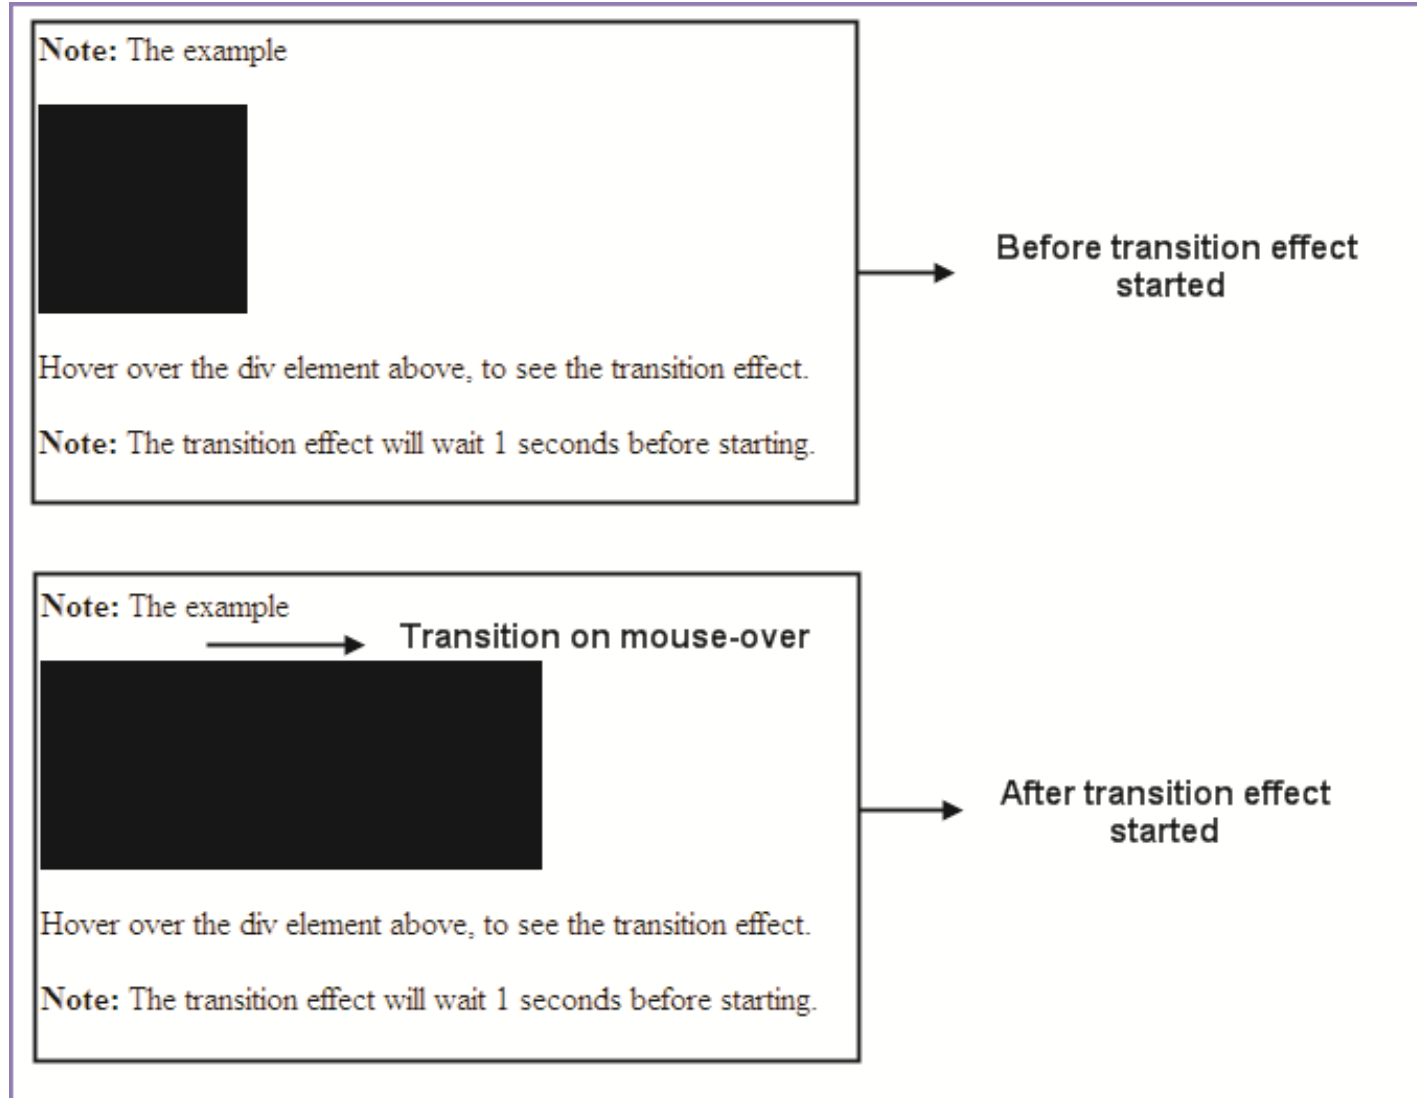 Note: The example
Before transition effect
started
Hover over the div element above, to see the transition effect.
Note: The transition effect will wait 1 seconds before starting.
Note: The example
Transition on mouse-over
After transition effect
started
Hover over the div element above, to see the transition effect.
Note: The transition effect will wait 1 seconds before starting.